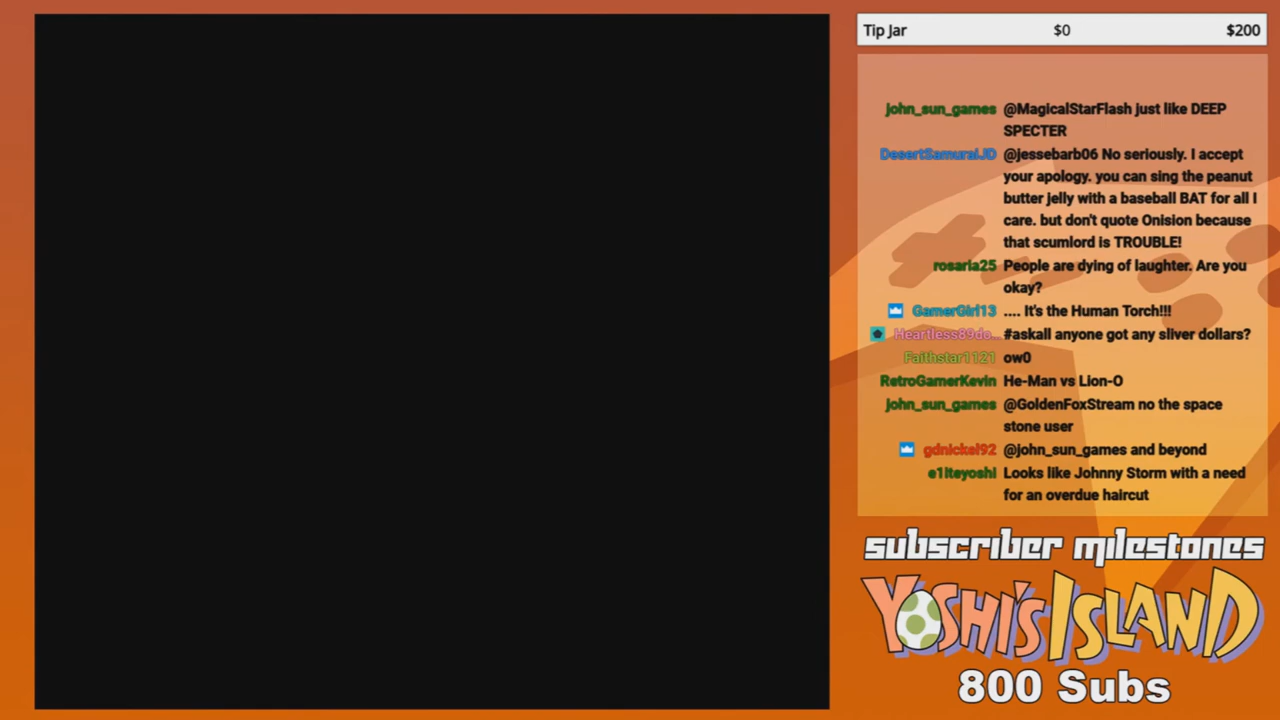 Tip Jar $0 $200
john_sun_games @MagicalStarFlash just like DEEP
SPECTER
DesertSamuraiJD @jessebarb06 No seriously. I accept
your apology. you can sing the peanut
butter jelly with a baseball BAT for all I
care. but don't quote Onision because
that scumlord is TROUBLE!
rosaria25 People are dying of laughter. Are you
okay?
GamerGirl13 .... It's the Human Torch!!!
Heartless89do... #askall anyone got any sliver dollars?
Faithstar1121 ow0
RetroGamerKevin He-Man vs Lion-O
john_sun_games @GoldenFoxStream no the space
stone user
gdnickel92 @john_sun_games and beyond
e1iteyoshi Looks like Johnny Storm with a need
for an overdue haircut
subscriber milestones
YOSHI'S ISLAND
800 Subs